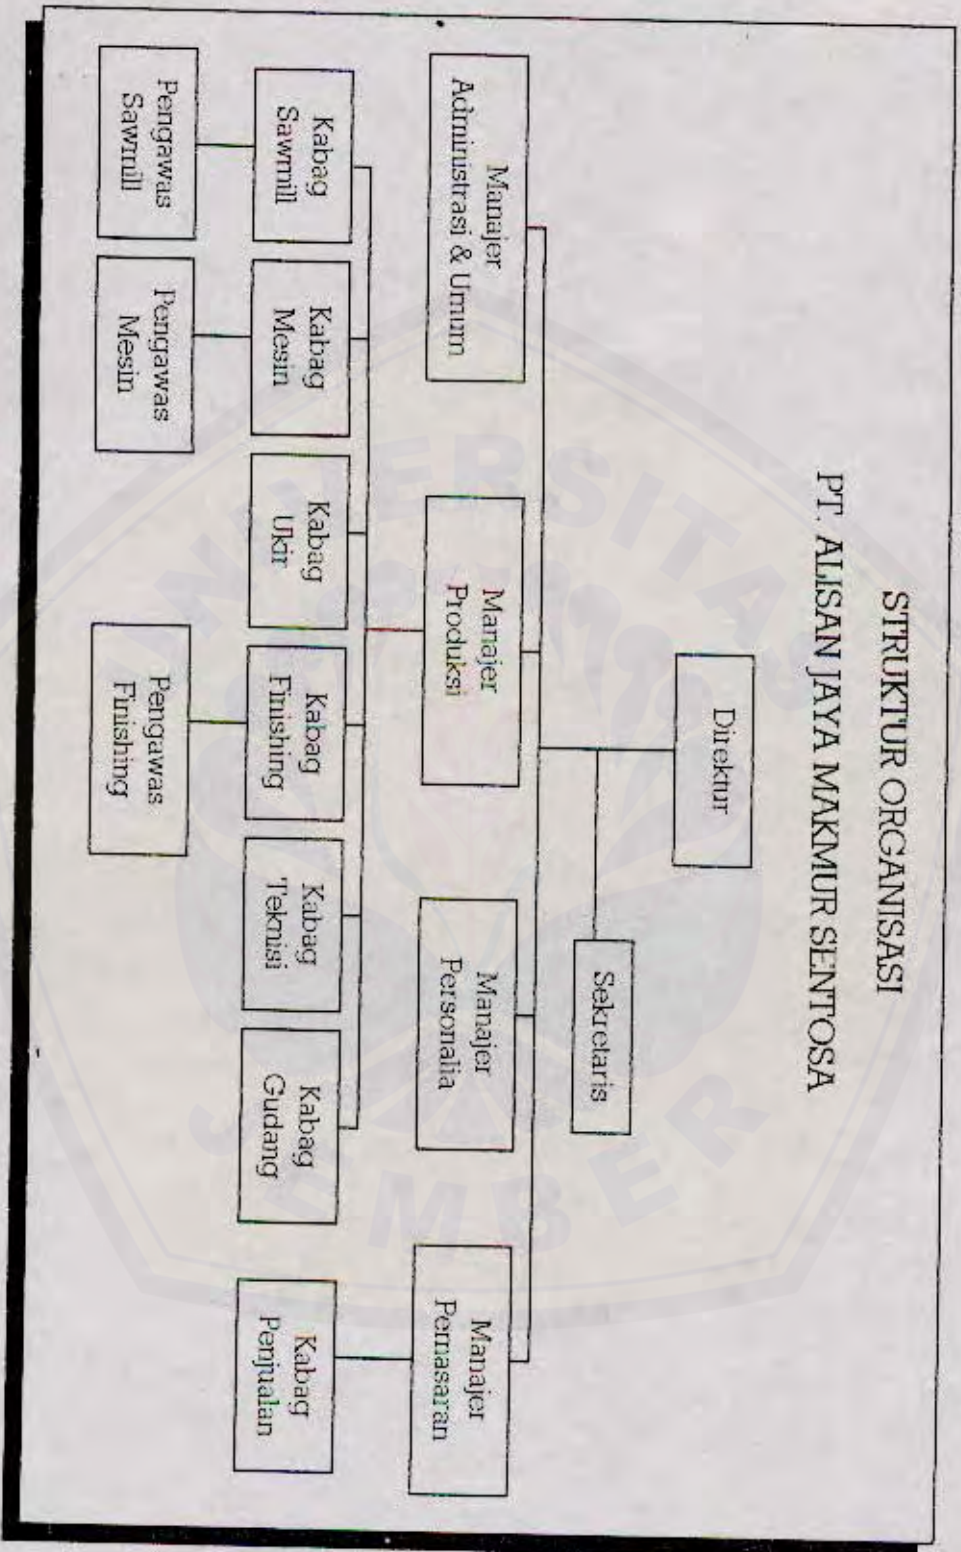 STRUKTUR ORGANISASI
PT. ALISAN JAYA MAKMUR SENTOSA
Direktur
Sekretaris
Manajer
Administrasi & Umum
Manajer
Produksi
Manajer
Personalia
Manajer
Pemasaran
Kabag
Sawmill
Kabag
Mesin
Kabag
Ukir
Kabag
Finishing
Kabag
Teknisi
Kabag
Gudang
Kabag
Penjualan
Pengawas
Sawmill
Pengawas
Mesin
Pengawas
Finishing
UNIVERSITAS
JEMBER